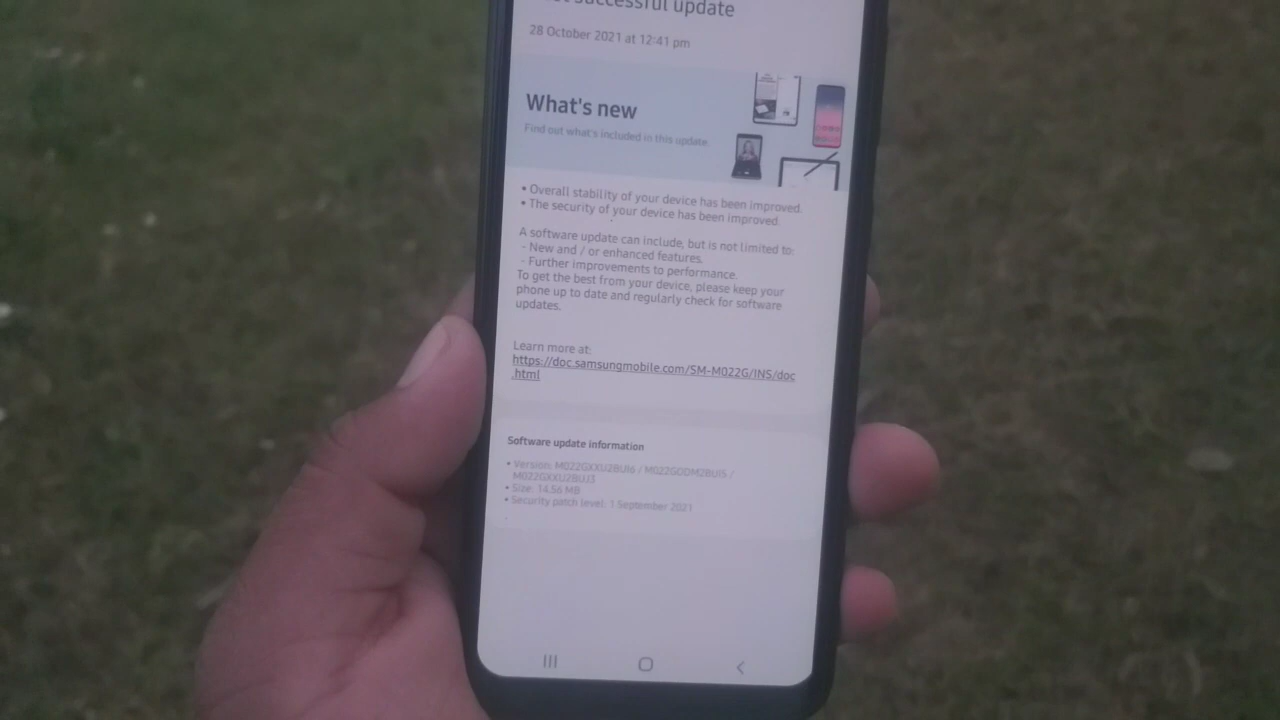 successful update
28 October 2021 at 12:41 pm
What's new
Find out what's included in this update.
• Overall stability of your device has been improved.
• The security of your device has been improved.
A software update can include, but is not limited to:
- New and / or enhanced features.
- Further improvements to performance.
To get the best from your device, please keep your
phone up to date and regularly check for software
updates.
Learn more at:
https://doc.samsungmobile.com/SM-M022G/INS/doc
.html
Software update information
• Version: M022GXXU2BUI6 / M022GODM2BUI5 /
M022GXXU2BUJ3
• Size: 14.56 MB
• Security patch level: 1 September 2021